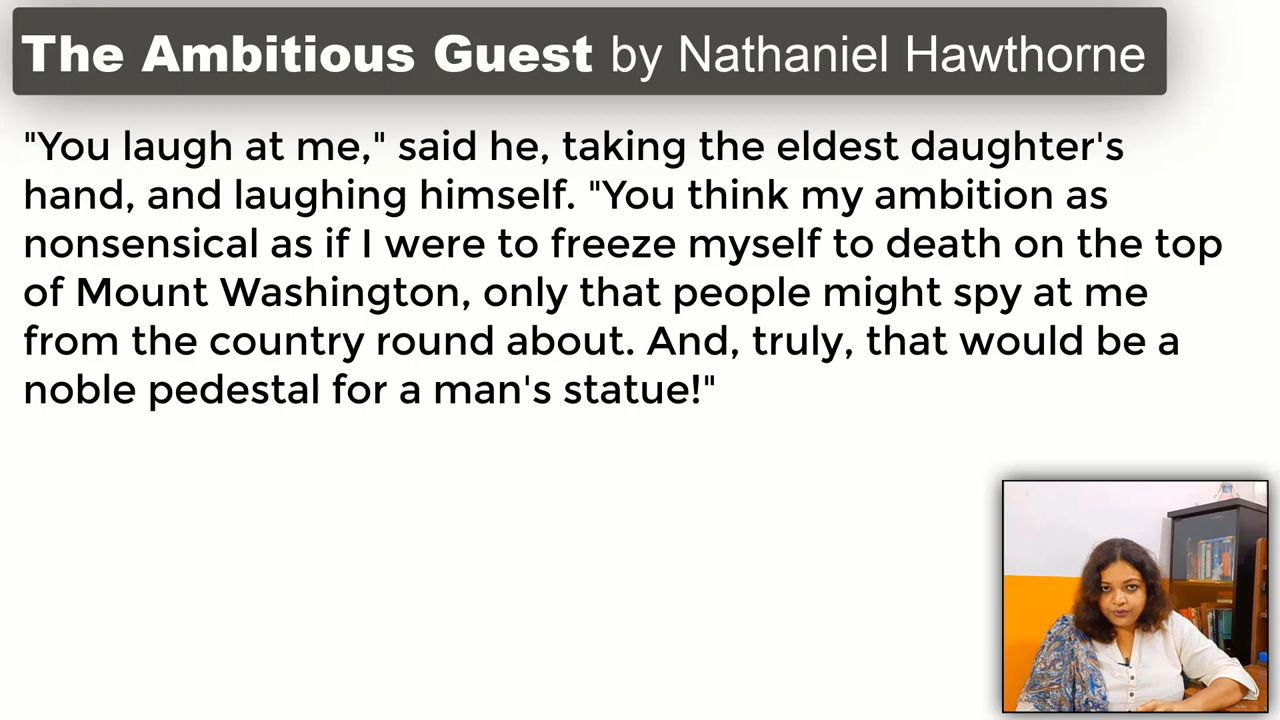 The Ambitious Guest by Nathaniel Hawthorne
"You laugh at me," said he, taking the eldest daughter's
hand, and laughing himself. "You think my ambition as
nonsensical as if I were to freeze myself to death on the top
of Mount Washington, only that people might spy at me
from the country round about. And, truly, that would be a
noble pedestal for a man's statue!"